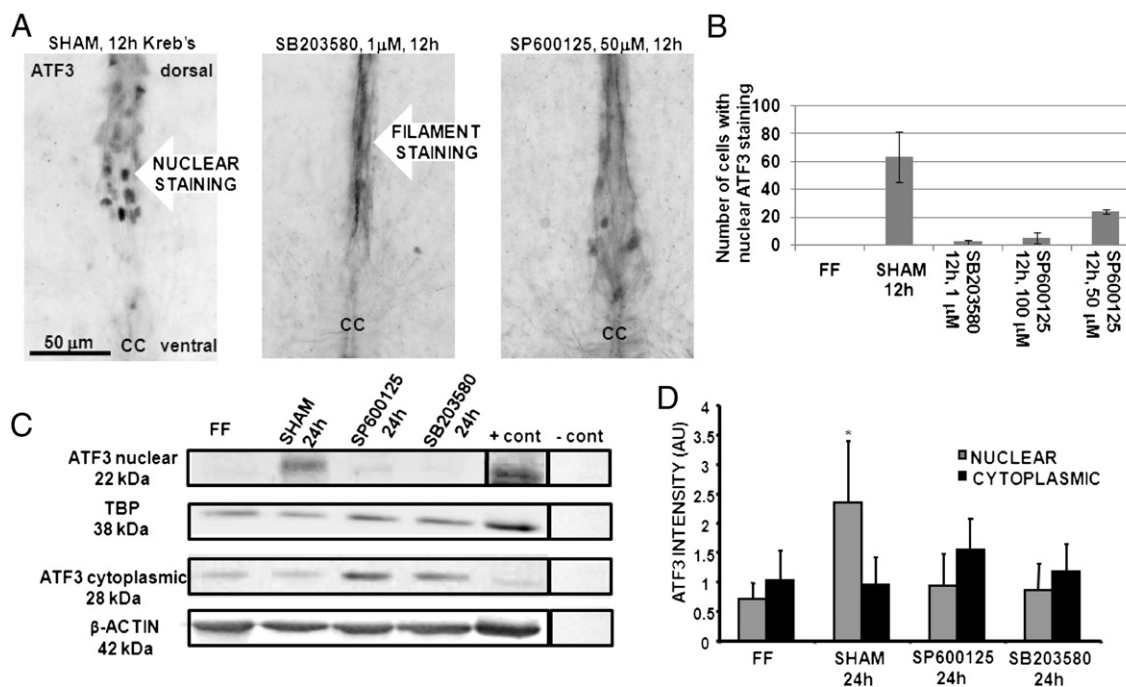 A
SHAM, 12h Kreb's
ATF3
dorsal
NUCLEAR
STAINING
50 µm
CC
ventral
SB203580, 1µM, 12h
FILAMENT
STAINING
CC
SP600125, 50µM, 12h
CC
B
Number of cells with
nuclear ATF3 staining
100
80
60
40
20
0
FF
SHAM
12h
SB203580
12h, 1 µM
SP600125
12h, 100 µM
SP600125
12h, 50 µM
C
FF
SHAM
24h
SP600125
24h
SB203580
24h
+ cont
- cont
ATF3 nuclear
22 kDa
TBP
38 kDa
ATF3 cytoplasmic
28 kDa
β-ACTIN
42 kDa
D
ATF3 INTENSITY (AU)
4
3.5
3
2.5
2
1.5
1
0.5
0
*
NUCLEAR
CYTOPLASMIC
FF
SHAM
24h
SP600125
24h
SB203580
24h